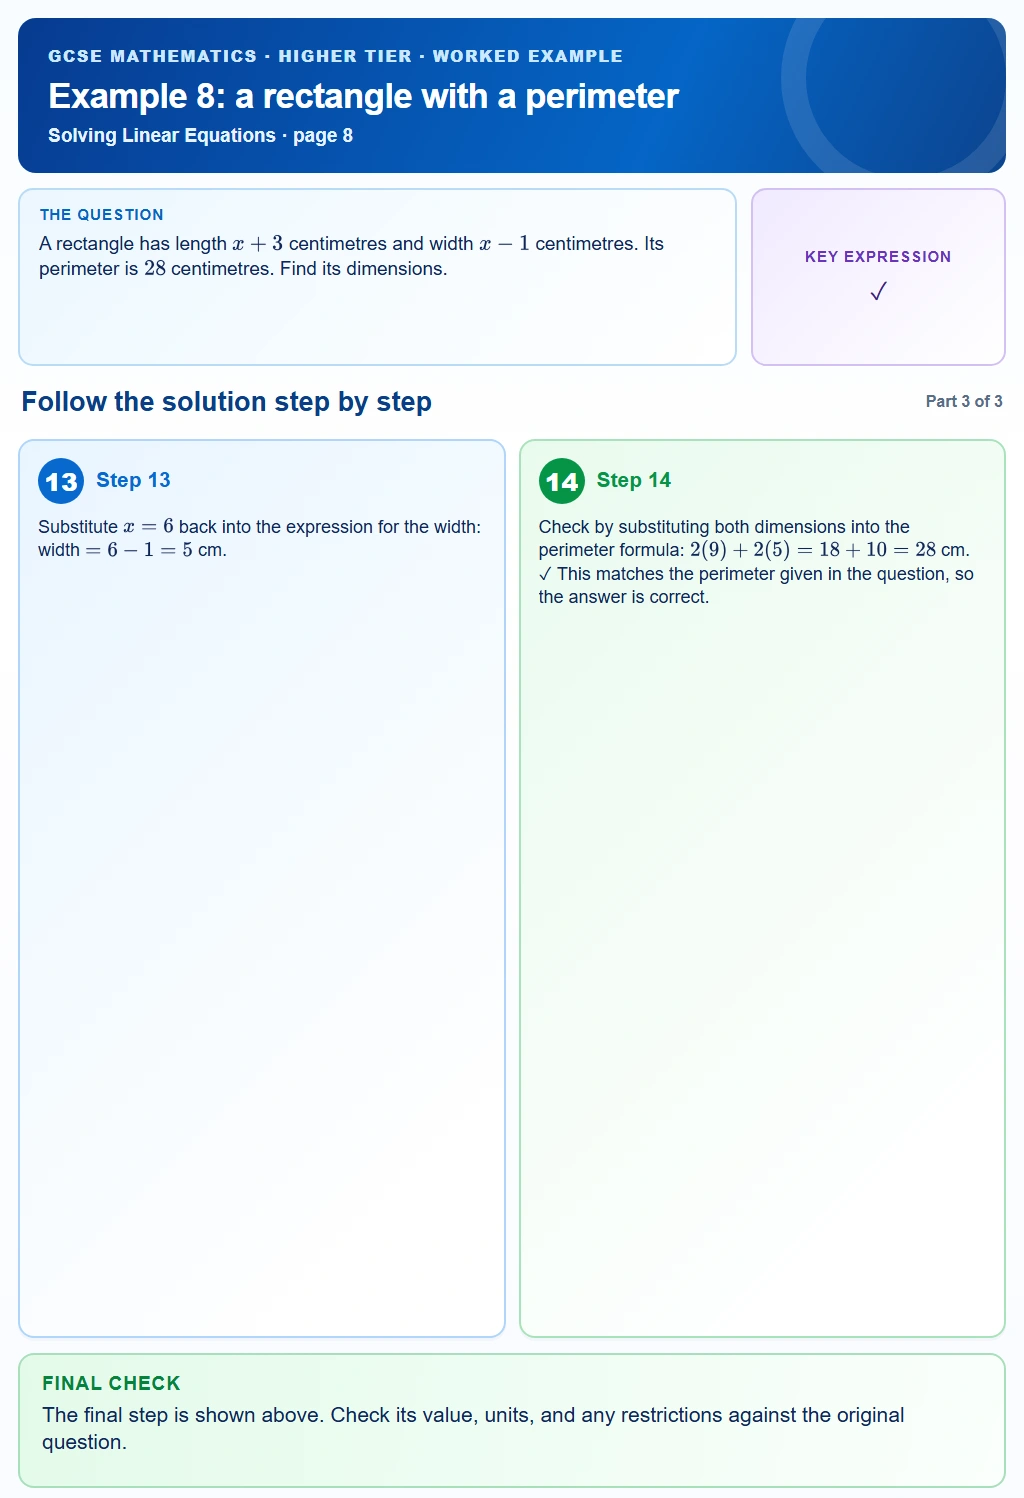 GCSE MATHEMATICS · HIGHER TIER · WORKED EXAMPLE
Example 8: a rectangle with a perimeter
Solving Linear Equations · page 8
THE QUESTION
A rectangle has length x + 3 centimetres and width x − 1 centimetres. Its
perimeter is 28 centimetres. Find its dimensions.
KEY EXPRESSION
✓
Follow the solution step by step
Part 3 of 3
13 Step 13
Substitute x = 6 back into the expression for the width:
width = 6 − 1 = 5 cm.
14 Step 14
Check by substituting both dimensions into the
perimeter formula: 2(9) + 2(5) = 18 + 10 = 28 cm.
✓ This matches the perimeter given in the question, so
the answer is correct.
FINAL CHECK
The final step is shown above. Check its value, units, and any restrictions against the original
question.